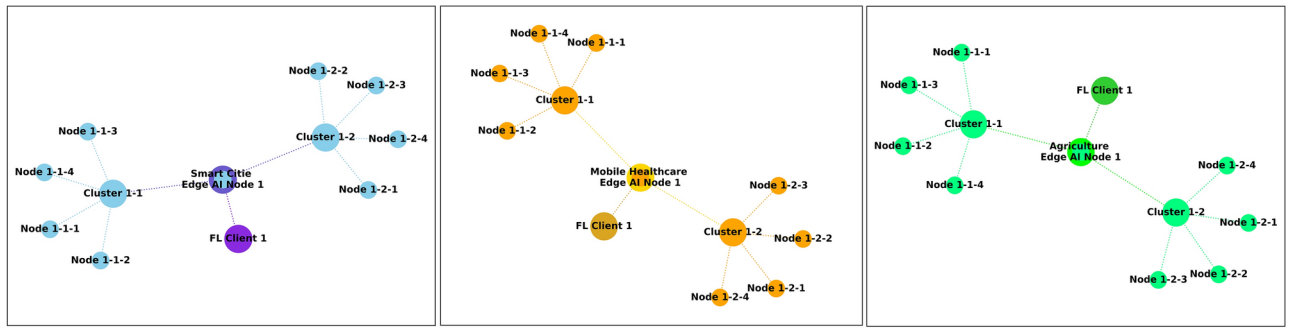 Node 1-2-2
Node 1-2-3
Cluster 1-2
Node 1-2-4
Node 1-1-3
Node 1-1-4
Smart Citie
Edge AI Node 1
Node 1-2-1
Cluster 1-1
Node 1-1-1
FL Client 1
Node 1-1-2
Node 1-1-4
Node 1-1-1
Node 1-1-3
Cluster 1-1
Node 1-1-2
Mobile Healthcare
Edge AI Node 1
Node 1-2-3
FL Client 1
Cluster 1-2
Node 1-2-2
Node 1-2-1
Node 1-2-4
Node 1-1-1
Node 1-1-3
FL Client 1
Cluster 1-1
Node 1-1-2
Agriculture
Edge AI Node 1
Node 1-2-4
Node 1-1-4
Cluster 1-2
Node 1-2-1
Node 1-2-2
Node 1-2-3